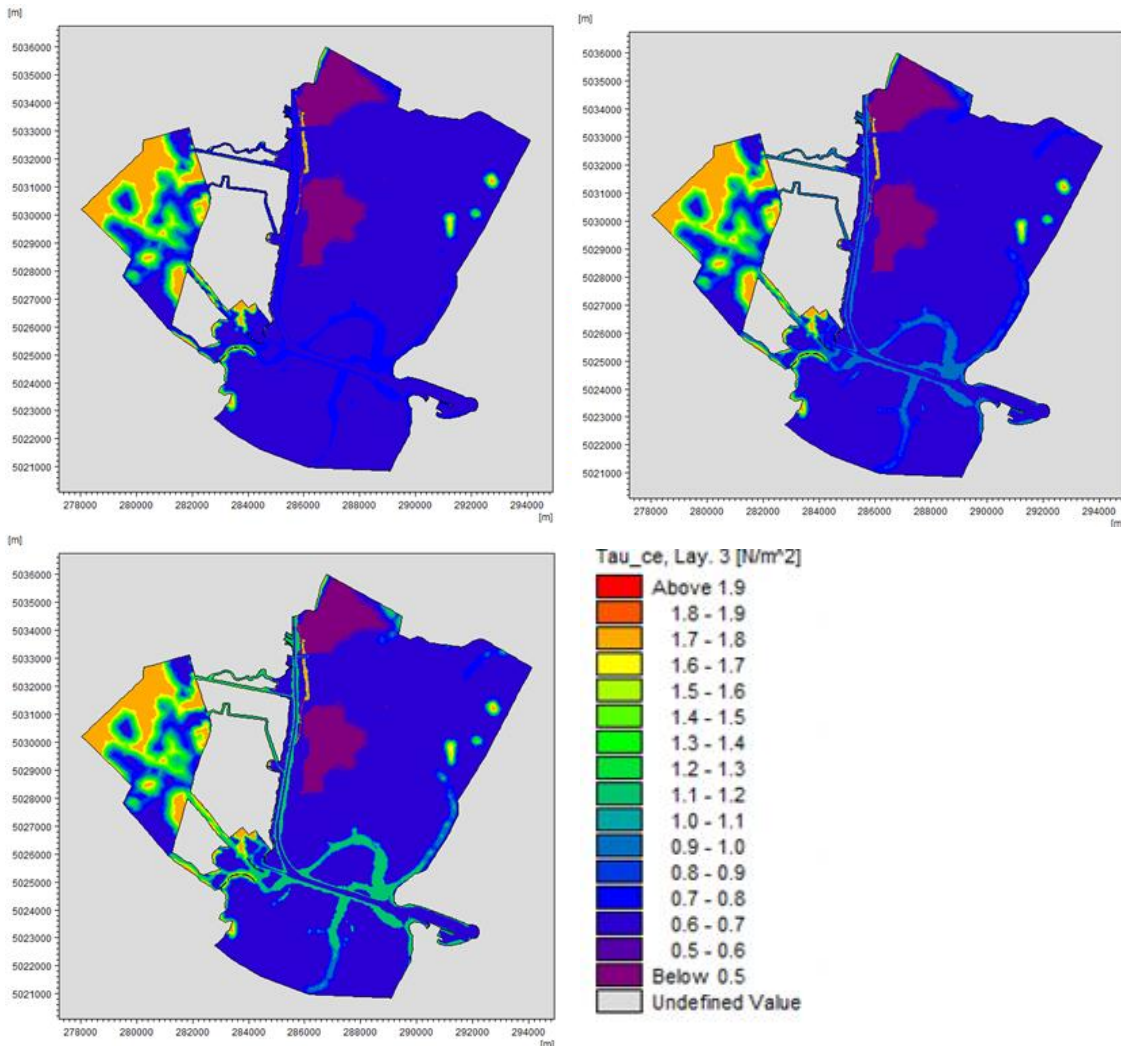 [m]
5036000
5035000
5034000
5033000
5032000
5031000
5030000
5029000
5028000
5027000
5026000
5025000
5024000
5023000
5022000
5021000
278000 280000 282000 284000 286000 288000 290000 292000 294000
[m]
[m]
5036000
5035000
5034000
5033000
5032000
5031000
5030000
5029000
5028000
5027000
5026000
5025000
5024000
5023000
5022000
5021000
278000 280000 282000 284000 286000 288000 290000 292000 294000
[m]
[m]
5036000
5035000
5034000
5033000
5032000
5031000
5030000
5029000
5028000
5027000
5026000
5025000
5024000
5023000
5022000
5021000
278000 280000 282000 284000 286000 288000 290000 292000 294000
[m]
Tau_ce, Lay. 3 [N/m^2]
Above 1.9
1.8 - 1.9
1.7 - 1.8
1.6 - 1.7
1.5 - 1.6
1.4 - 1.5
1.3 - 1.4
1.2 - 1.3
1.1 - 1.2
1.0 - 1.1
0.9 - 1.0
0.8 - 0.9
0.7 - 0.8
0.6 - 0.7
0.5 - 0.6
Below 0.5
Undefined Value